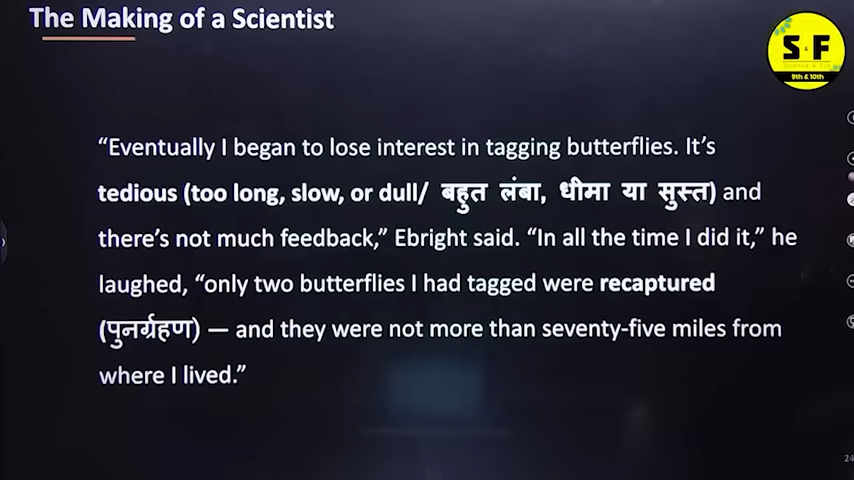 The Making of a Scientist
S & F
9th & 10th
“Eventually I began to lose interest in tagging butterflies. It’s
tedious (too long, slow, or dull/ बहुत लंबा, धीमा या सुस्त) and
there’s not much feedback,” Ebright said. “In all the time I did it,” he
laughed, “only two butterflies I had tagged were recaptured
(पुनर्ग्रहण) — and they were not more than seventy-five miles from
where I lived.”